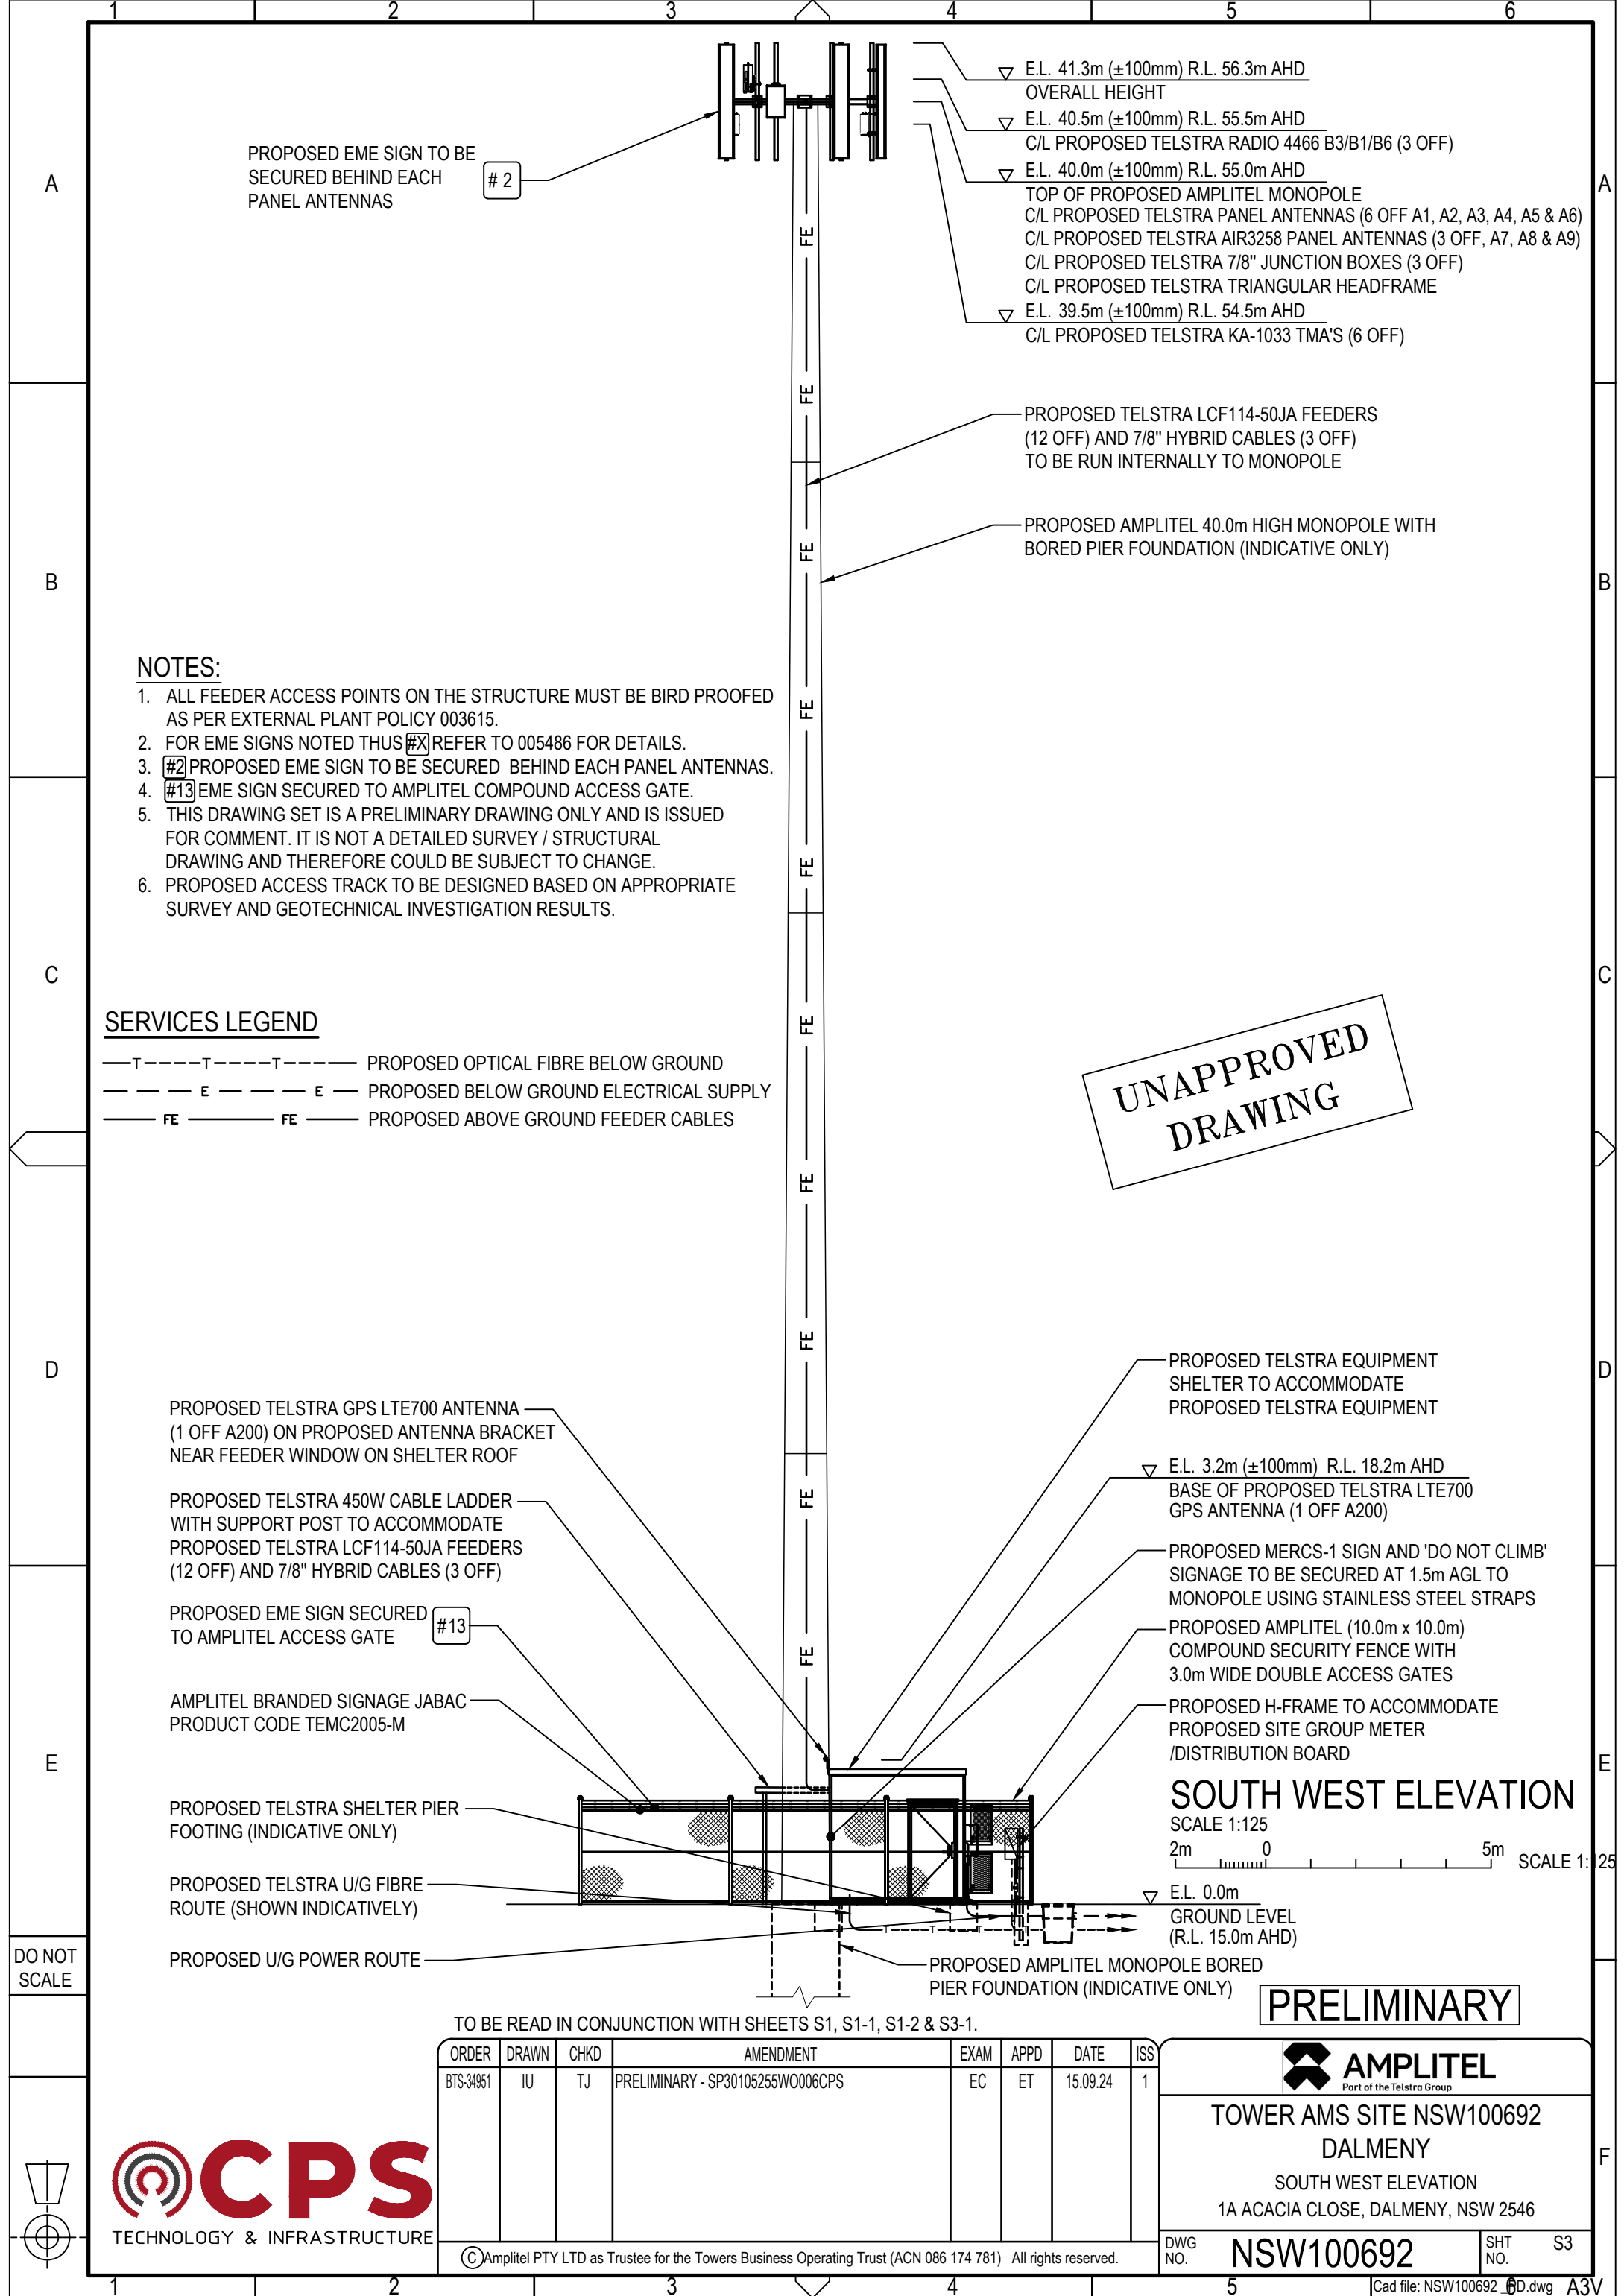 1 2 3 4 5 6
E.L. 41.3m (±100mm) R.L. 56.3m AHD
OVERALL HEIGHT
E.L. 40.5m (±100mm) R.L. 55.5m AHD
C/L PROPOSED TELSTRA RADIO 4466 B3/B1/B6 (3 OFF)
E.L. 40.0m (±100mm) R.L. 55.0m AHD
TOP OF PROPOSED AMPLITEL MONOPOLE
C/L PROPOSED TELSTRA PANEL ANTENNAS (6 OFF A1, A2, A3, A4, A5 & A6)
C/L PROPOSED TELSTRA AIR3258 PANEL ANTENNAS (3 OFF, A7, A8 & A9)
C/L PROPOSED TELSTRA 7/8" JUNCTION BOXES (3 OFF)
C/L PROPOSED TELSTRA TRIANGULAR HEADFRAME
E.L. 39.5m (±100mm) R.L. 54.5m AHD
C/L PROPOSED TELSTRA KA-1033 TMA'S (6 OFF)
PROPOSED EME SIGN TO BE
SECURED BEHIND EACH
PANEL ANTENNAS
# 2
A
A
FE
FE
PROPOSED TELSTRA LCF114-50JA FEEDERS
(12 OFF) AND 7/8" HYBRID CABLES (3 OFF)
TO BE RUN INTERNALLY TO MONOPOLE
PROPOSED AMPLITEL 40.0m HIGH MONOPOLE WITH
BORED PIER FOUNDATION (INDICATIVE ONLY)
FE
B
B
NOTES:
1. ALL FEEDER ACCESS POINTS ON THE STRUCTURE MUST BE BIRD PROOFED
AS PER EXTERNAL PLANT POLICY 003615.
2. FOR EME SIGNS NOTED THUS #X REFER TO 005486 FOR DETAILS.
3. #2 PROPOSED EME SIGN TO BE SECURED BEHIND EACH PANEL ANTENNAS.
4. #13 EME SIGN SECURED TO AMPLITEL COMPOUND ACCESS GATE.
5. THIS DRAWING SET IS A PRELIMINARY DRAWING ONLY AND IS ISSUED
FOR COMMENT. IT IS NOT A DETAILED SURVEY / STRUCTURAL
DRAWING AND THEREFORE COULD BE SUBJECT TO CHANGE.
6. PROPOSED ACCESS TRACK TO BE DESIGNED BASED ON APPROPRIATE
SURVEY AND GEOTECHNICAL INVESTIGATION RESULTS.
FE
FE
C
C
SERVICES LEGEND
T T T PROPOSED OPTICAL FIBRE BELOW GROUND
E E PROPOSED BELOW GROUND ELECTRICAL SUPPLY
FE FE PROPOSED ABOVE GROUND FEEDER CABLES
FE
FE
UNAPPROVED
DRAWING
D
D
FE
PROPOSED TELSTRA GPS LTE700 ANTENNA
(1 OFF A200) ON PROPOSED ANTENNA BRACKET
NEAR FEEDER WINDOW ON SHELTER ROOF
PROPOSED TELSTRA 450W CABLE LADDER
WITH SUPPORT POST TO ACCOMMODATE
PROPOSED TELSTRA LCF114-50JA FEEDERS
(12 OFF) AND 7/8" HYBRID CABLES (3 OFF)
PROPOSED EME SIGN SECURED
TO AMPLITEL ACCESS GATE
#13
AMPLITEL BRANDED SIGNAGE JABAC
PRODUCT CODE TEMC2005-M
PROPOSED TELSTRA SHELTER PIER
FOOTING (INDICATIVE ONLY)
PROPOSED TELSTRA U/G FIBRE
ROUTE (SHOWN INDICATIVELY)
PROPOSED U/G POWER ROUTE
FE
FE
PROPOSED TELSTRA EQUIPMENT
SHELTER TO ACCOMMODATE
PROPOSED TELSTRA EQUIPMENT
E.L. 3.2m (±100mm) R.L. 18.2m AHD
BASE OF PROPOSED TELSTRA LTE700
GPS ANTENNA (1 OFF A200)
PROPOSED MERCS-1 SIGN AND 'DO NOT CLIMB'
SIGNAGE TO BE SECURED AT 1.5m AGL TO
MONOPOLE USING STAINLESS STEEL STRAPS
PROPOSED AMPLITEL (10.0m x 10.0m)
COMPOUND SECURITY FENCE WITH
3.0m WIDE DOUBLE ACCESS GATES
PROPOSED H-FRAME TO ACCOMMODATE
PROPOSED SITE GROUP METER
/DISTRIBUTION BOARD
E
E
SOUTH WEST ELEVATION
SCALE 1:125
2m 0 5m SCALE 1:125
E.L. 0.0m
GROUND LEVEL
(R.L. 15.0m AHD)
T T T
PROPOSED AMPLITEL MONOPOLE BORED
PIER FOUNDATION (INDICATIVE ONLY)
DO NOT
SCALE
PRELIMINARY
TO BE READ IN CONJUNCTION WITH SHEETS S1, S1-1, S1-2 & S3-1.
ORDER DRAWN CHKD AMENDMENT EXAM APPD DATE ISS
BTS-34951 IU TJ PRELIMINARY - SP30105255WO006CPS EC ET 15.09.24 1
AMPLITEL
Part of the Telstra Group
TOWER AMS SITE NSW100692
DALMENY
SOUTH WEST ELEVATION
1A ACACIA CLOSE, DALMENY, NSW 2546
F
CPS
TECHNOLOGY & INFRASTRUCTURE
C Amplitel PTY LTD as Trustee for the Towers Business Operating Trust (ACN 086 174 781) All rights reserved.
DWG
NO.
NSW100692
SHT
NO.
S3
1 2 3 4 5 6
Cad file: NSW100692 .dwg A3V